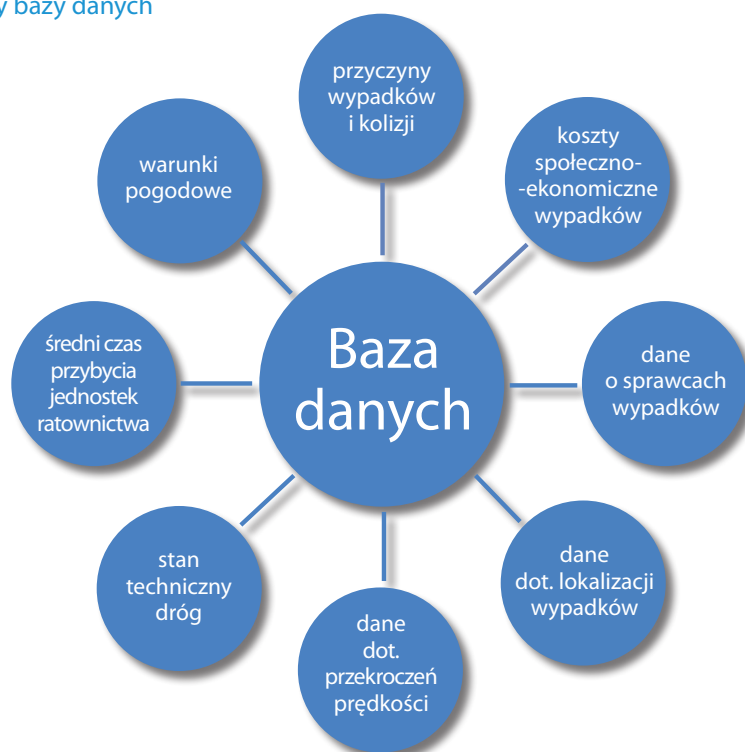 y bazy danych
przyczyny
wypadków
i kolizji
koszty
społeczno-
-ekonomiczne
wypadków
dane
o sprawcach
wypadków
dane
dot. lokalizacji
wypadków
dane
dot.
przekroczeń
prędkości
stan
techniczny
dróg
średni czas
przybycia
jednostek
ratownictwa
warunki
pogodowe
Baza
danych